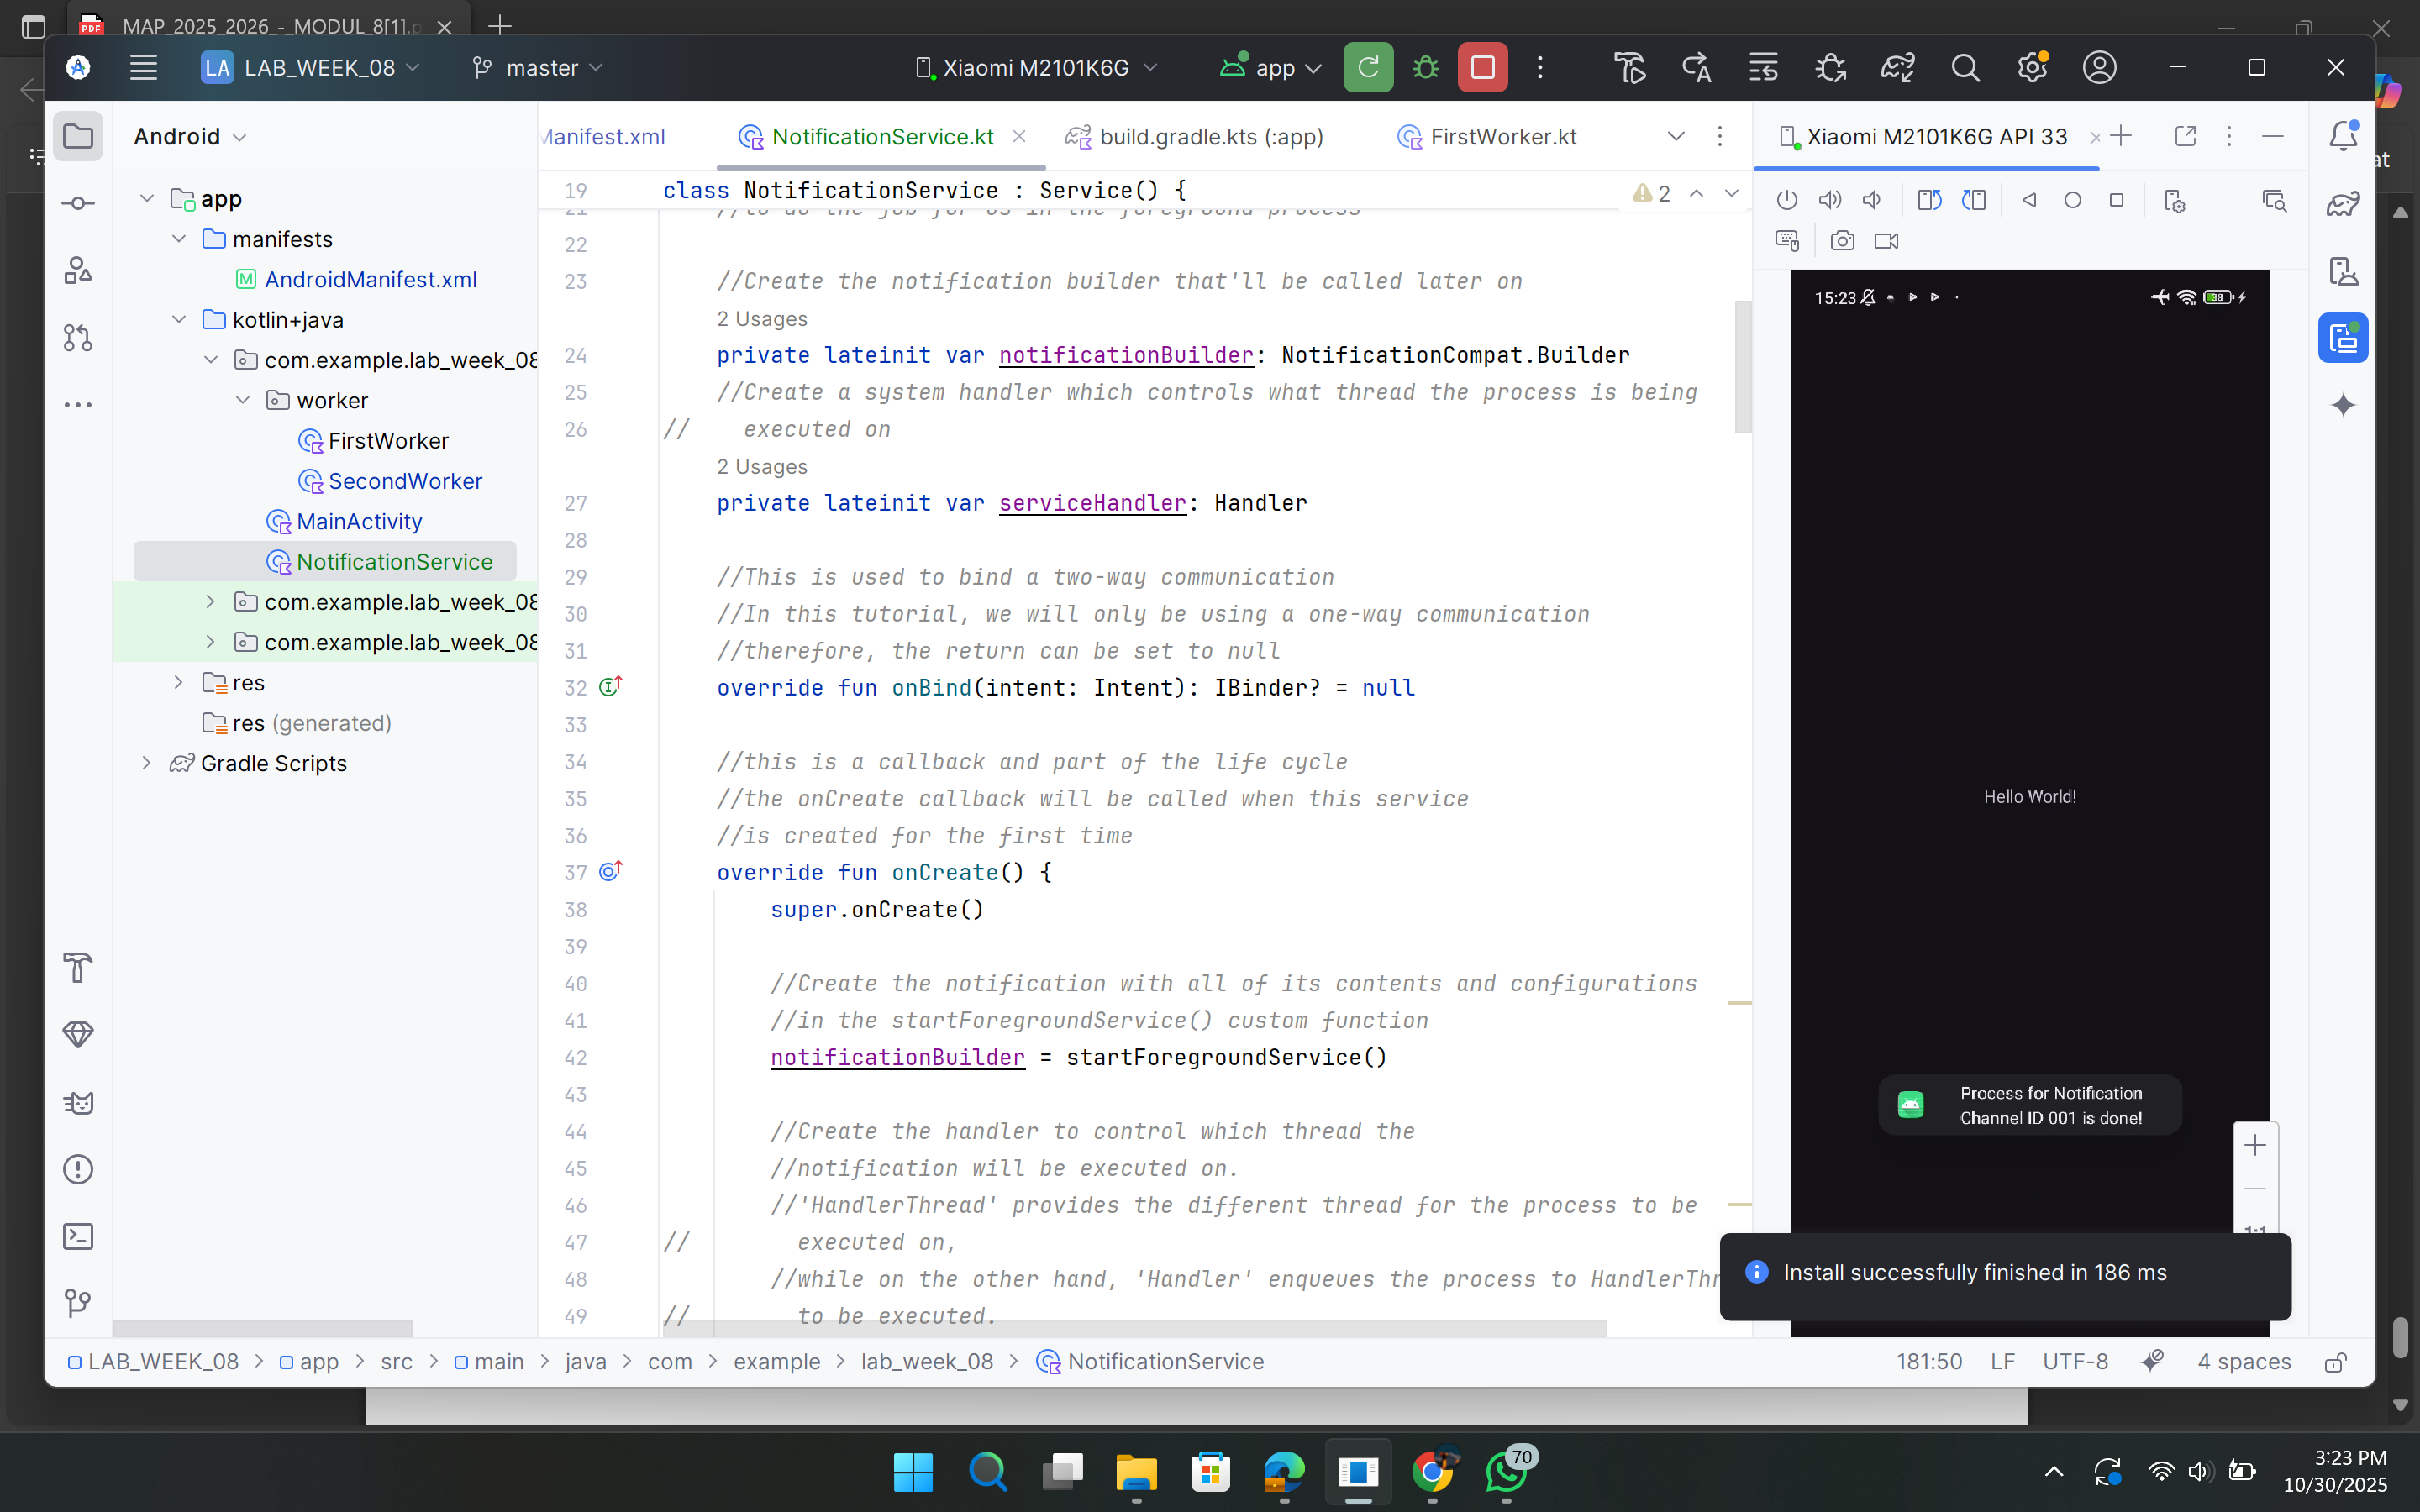 MAP_2025_2026_-_MODUL_8[1].p
LA LAB_WEEK_08
master
Xiaomi M2101K6G
app
Android
Manifest.xml
NotificationService.kt
build.gradle.kts (:app)
FirstWorker.kt
Xiaomi M2101K6G API 33
app
manifests
AndroidManifest.xml
kotlin+java
com.example.lab_week_08
worker
FirstWorker
SecondWorker
MainActivity
NotificationService
com.example.lab_week_08
com.example.lab_week_08
res
res (generated)
Gradle Scripts
19 class NotificationService : Service() {
2
21 //to do the job for us in the foreground process
22
23 //Create the notification builder that'll be called later on
2 Usages
24 private lateinit var notificationBuilder: NotificationCompat.Builder
25 //Create a system handler which controls what thread the process is being
26 // executed on
2 Usages
27 private lateinit var serviceHandler: Handler
28
29 //This is used to bind a two-way communication
30 //In this tutorial, we will only be using a one-way communication
31 //therefore, the return can be set to null
32 override fun onBind(intent: Intent): IBinder? = null
33
34 //this is a callback and part of the life cycle
35 //the onCreate callback will be called when this service
36 //is created for the first time
37 override fun onCreate() {
38 super.onCreate()
39
40 //Create the notification with all of its contents and configurations
41 //in the startForegroundService() custom function
42 notificationBuilder = startForegroundService()
43
44 //Create the handler to control which thread the
45 //notification will be executed on.
46 //'HandlerThread' provides the different thread for the process to be
47 // executed on,
48 //while on the other hand, 'Handler' enqueues the process to HandlerThr
49 // to be executed.
15:23
38
Hello World!
Process for Notification
Channel ID 001 is done!
1:1
Install successfully finished in 186 ms
LAB_WEEK_08 > app > src > main > java > com > example > lab_week_08 > NotificationService
181:50 LF UTF-8 4 spaces
70
3:23 PM
10/30/2025